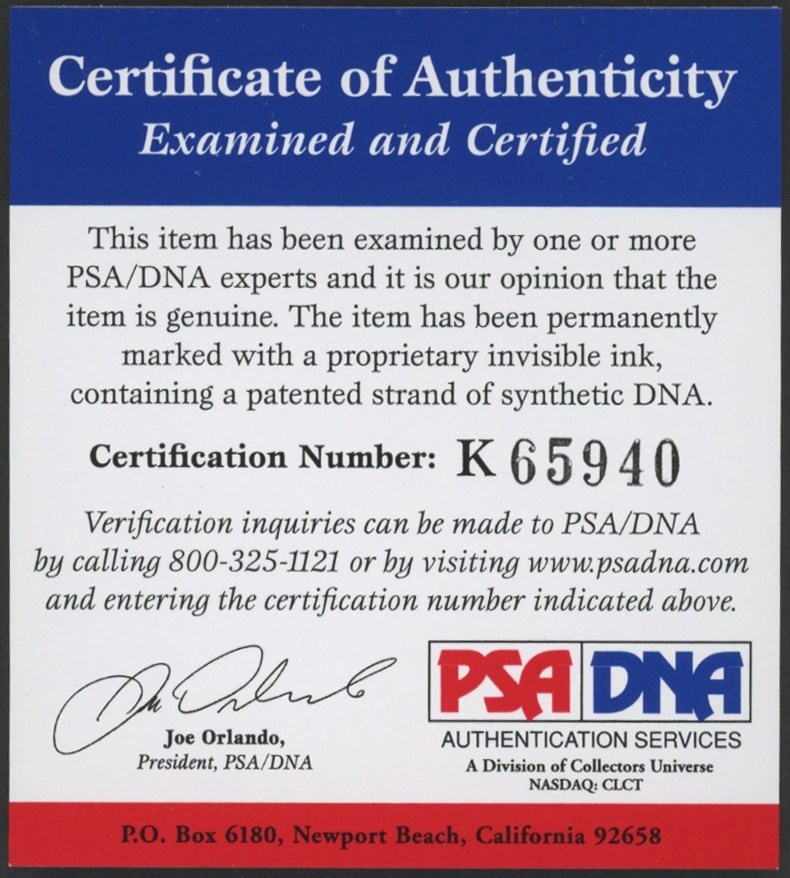 Certificate of Authenticity
Examined and Certified
This item has been examined by one or more
PSA/DNA experts and it is our opinion that the
item is genuine. The item has been permanently
marked with a proprietary invisible ink,
containing a patented strand of synthetic DNA.
Certification Number: K 65940
Verification inquiries can be made to PSA/DNA
by calling 800-325-1121 or by visiting www.psadna.com
and entering the certification number indicated above.
Joe Orlando,
President, PSA/DNA
PSA DNA
AUTHENTICATION SERVICES
A Division of Collectors Universe
NASDAQ: CLCT
P.O. Box 6180, Newport Beach, California 92658